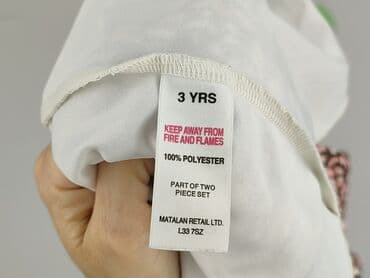 3 YRS
KEEP AWAY FROM
FIRE AND FLAMES
100% POLYESTER
PART OF TWO
PIECE SET
MATALAN RETAIL LTD.
L33 7SZ